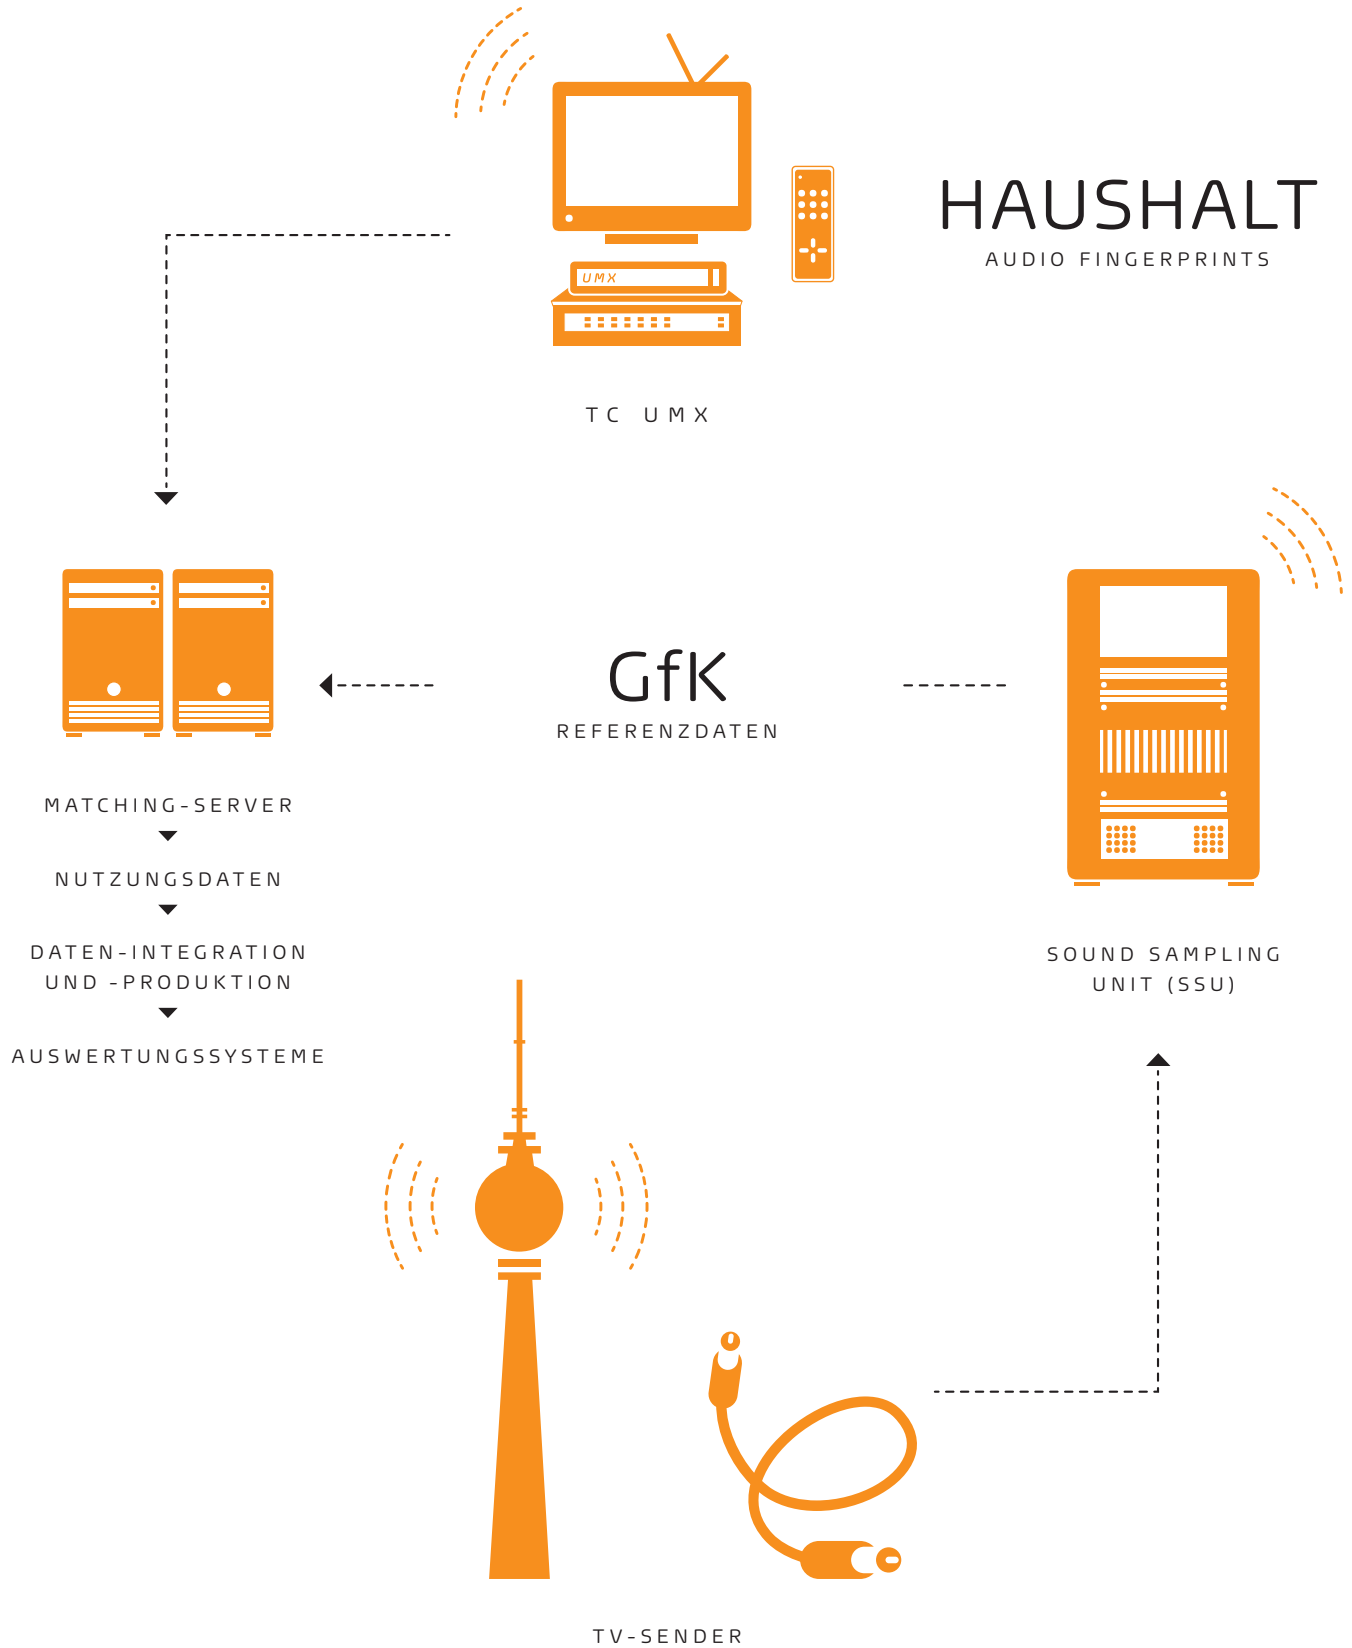 HAUSHALT
AUDIO FINGERPRINTS
UMX
TC UMX
GfK
REFERENZDATEN
MATCHING-SERVER
NUTZUNGSDATEN
DATEN-INTEGRATION
UND -PRODUKTION
AUSWERTUNGSSYSTEME
SOUND SAMPLING
UNIT (SSU)
TV-SENDER